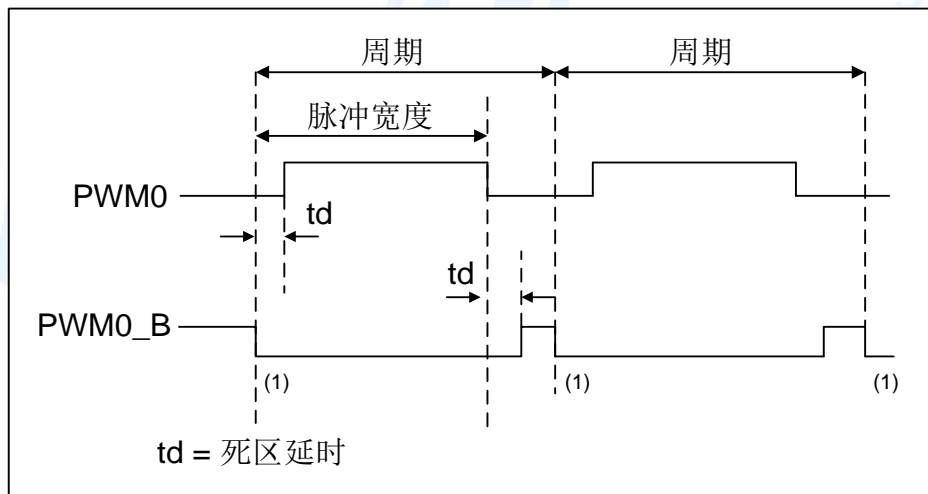 周期 周期
脉冲宽度
PWM0
td
td
PWM0_B
(1) (1) (1)
td = 死区延时